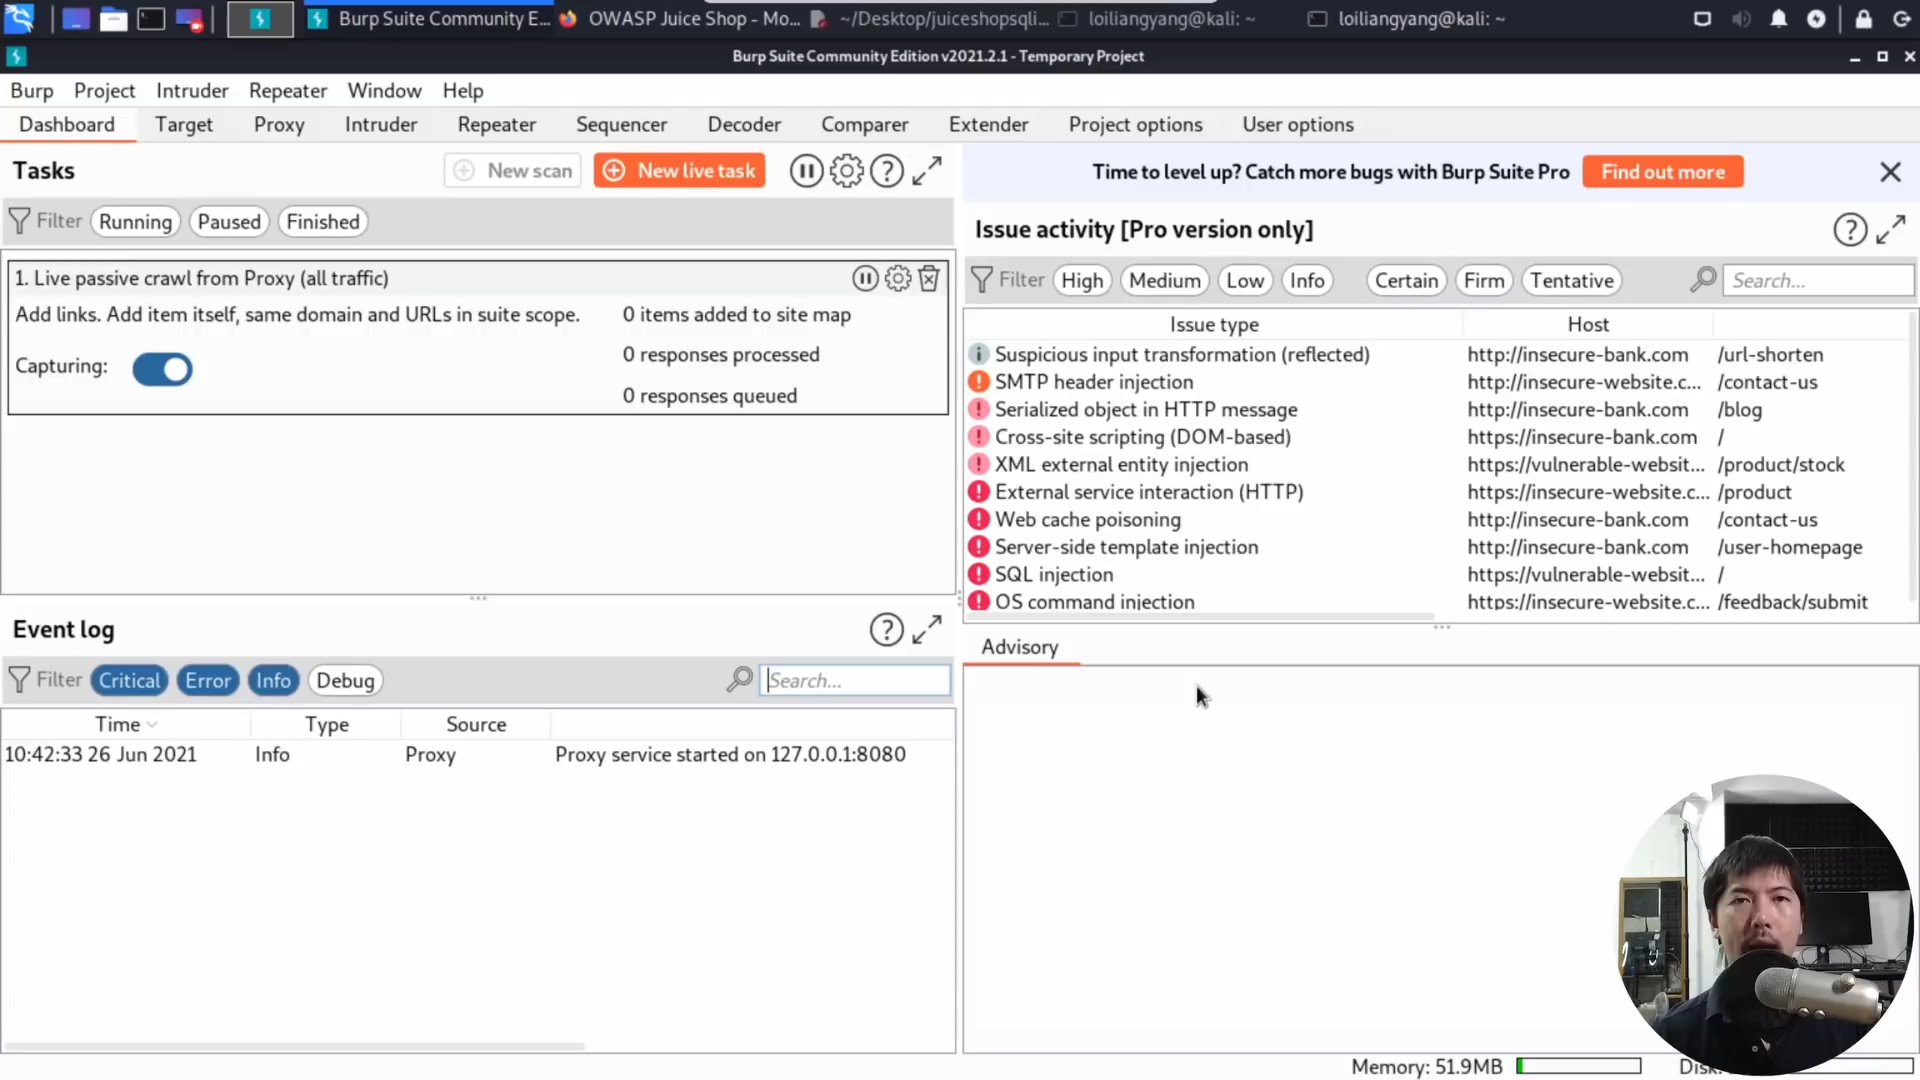 Burp Suite Community E...
OWASP Juice Shop - Mo...
~/Desktop/juiceshopsqli...
loiliangyang@kali: ~
loiliangyang@kali: ~
Burp Suite Community Edition v2021.2.1 - Temporary Project
Burp Project Intruder Repeater Window Help
Dashboard Target Proxy Intruder Repeater Sequencer Decoder Comparer Extender Project options User options
Tasks
New scan
New live task
Filter Running Paused Finished
1. Live passive crawl from Proxy (all traffic)
Add links. Add item itself, same domain and URLs in suite scope.
0 items added to site map
0 responses processed
Capturing:
0 responses queued
Time to level up? Catch more bugs with Burp Suite Pro
Find out more
Issue activity [Pro version only]
Filter High Medium Low Info Certain Firm Tentative
Search...
Issue type Host
Suspicious input transformation (reflected) http://insecure-bank.com /url-shorten
SMTP header injection http://insecure-website.c... /contact-us
Serialized object in HTTP message http://insecure-bank.com /blog
Cross-site scripting (DOM-based) https://insecure-bank.com /
XML external entity injection https://vulnerable-websit... /product/stock
External service interaction (HTTP) https://insecure-website.c... /product
Web cache poisoning http://insecure-bank.com /contact-us
Server-side template injection http://insecure-bank.com /user-homepage
SQL injection https://vulnerable-websit... /
OS command injection https://insecure-website.c... /feedback/submit
Event log
Filter Critical Error Info Debug
Search...
Time Type Source
10:42:33 26 Jun 2021 Info Proxy Proxy service started on 127.0.0.1:8080
Advisory
Memory: 51.9MB